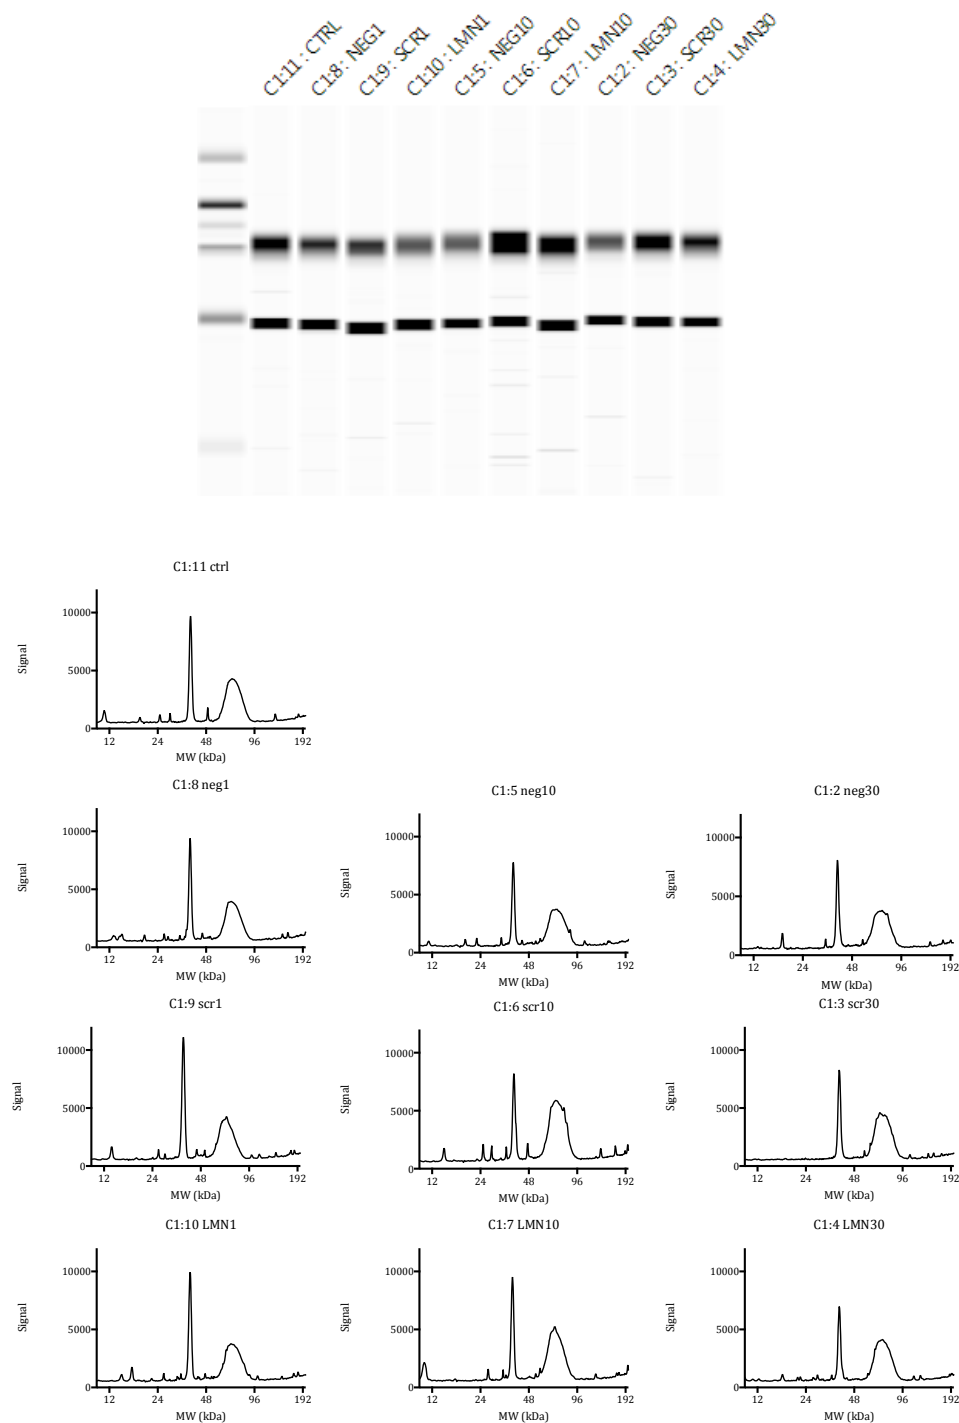 C1:11 : CTRL
C1:8 : NEG1
C1:9 : SCR1
C1:10 : LMN1
C1:5 : NEG10
C1:6 : SCR10
C1:7 : LMN10
C1:2 : NEG30
C1:3 : SCR30
C1:4 : LMN30
C1:11 ctrl
10000
5000
0
Signal
12 24 48 96 192
MW (kDa)
C1:8 neg1
10000
5000
0
Signal
12 24 48 96 192
MW (kDa)
C1:5 neg10
10000
5000
0
Signal
12 24 48 96 192
MW (kDa)
C1:2 neg30
10000
5000
0
Signal
12 24 48 96 192
MW (kDa)
C1:9 scr1
10000
5000
0
Signal
12 24 48 96 192
MW (kDa)
C1:6 scr10
10000
5000
0
Signal
12 24 48 96 192
MW (kDa)
C1:3 scr30
10000
5000
0
Signal
12 24 48 96 192
MW (kDa)
C1:10 LMN1
10000
5000
0
Signal
12 24 48 96 192
MW (kDa)
C1:7 LMN10
10000
5000
0
Signal
12 24 48 96 192
MW (kDa)
C1:4 LMN30
10000
5000
0
Signal
12 24 48 96 192
MW (kDa)